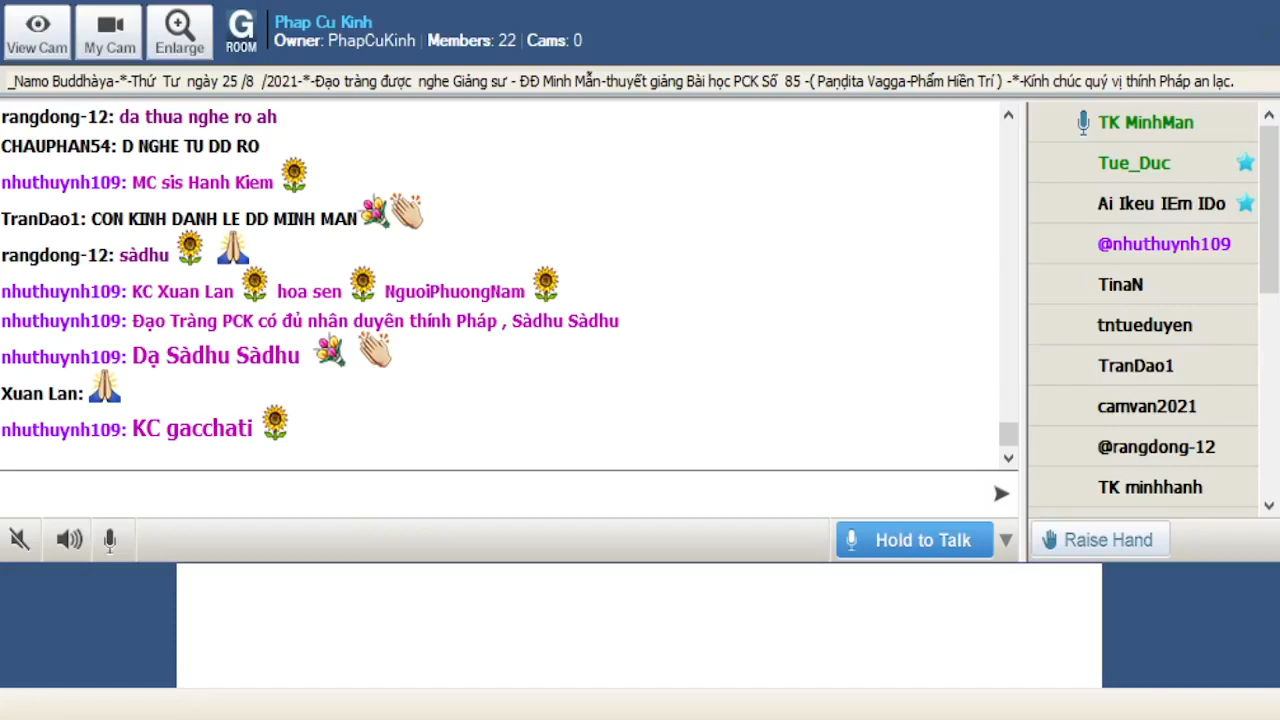 View Cam
My Cam
Enlarge
G
ROOM
Phap Cu Kinh
Owner: PhapCuKinh | Members: 22 | Cams: 0
_Namo Buddhàya-*-Thứ Tư ngày 25 /8 /2021-*-Đạo tràng được nghe Giảng sư - ĐĐ Minh Mẫn-thuyết giảng Bài học PCK Số 85 -( Paṇḍita Vagga-Phẩm Hiền Trí ) -*-Kính chúc quý vị thính Pháp an lạc.
rangdong-12: da thua nghe ro ah
CHAUPHAN54: D NGHE TU DD RO
nhuthuynh109: MC sis Hanh Kiem
TranDao1: CON KINH DANH LE DD MINH MAN
rangdong-12: sàdhu
nhuthuynh109: KC Xuan Lan hoa sen NguoiPhuongNam
nhuthuynh109: Đạo Tràng PCK có đủ nhân duyên thính Pháp , Sàdhu Sàdhu
nhuthuynh109: Dạ Sàdhu Sàdhu
Xuan Lan:
nhuthuynh109: KC gacchati
TK MinhMan
Tue_Duc
Ai Ikeu IEm IDo
@nhuthuynh109
TinaN
tntueduyen
TranDao1
camvan2021
@rangdong-12
TK minhhanh
Hold to Talk
Raise Hand